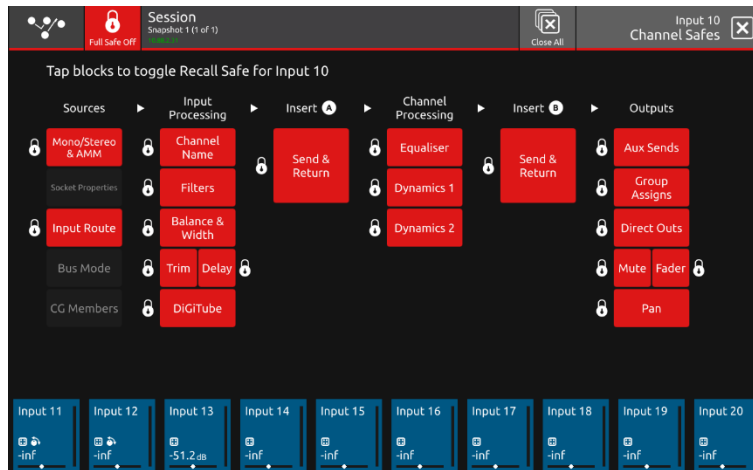 Session
Snapshot 1 (1 of 1)
Full Safe Off
Close All
Input 10
Channel Safes
Tap blocks to toggle Recall Safe for Input 10
Sources
Input
Processing
Insert A
Channel
Processing
Insert B
Outputs
Mono/Stereo
& AMM
Socket Properties
Input Route
Bus Mode
CG Members
Channel
Name
Filters
Balance &
Width
Trim
Delay
DiGiTube
Send &
Return
Equaliser
Dynamics 1
Dynamics 2
Send &
Return
Aux Sends
Group
Assigns
Direct Outs
Mute
Fader
Pan
Input 11
-inf
Input 12
-inf
Input 13
-51.2dB
Input 14
-inf
Input 15
-inf
Input 16
-inf
Input 17
-inf
Input 18
-inf
Input 19
-inf
Input 20
-inf